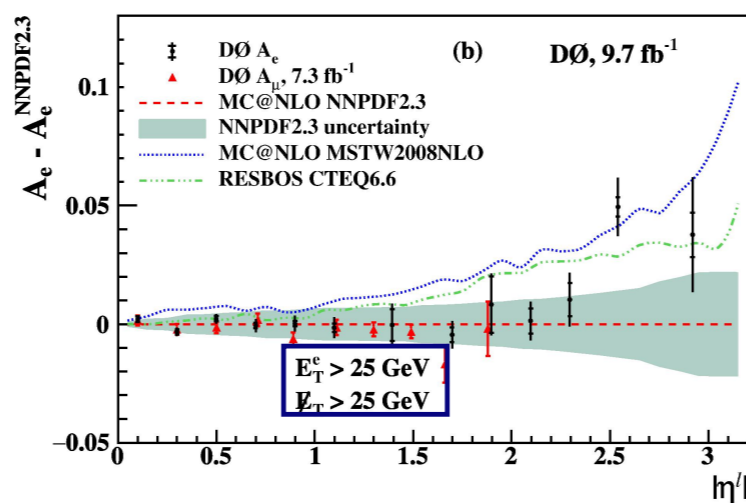 A_e - A_e^NNPDF2.3
0.1
0.05
0
−0.05
DØ A_e
DØ A_μ, 7.3 fb⁻¹
MC@NLO NNPDF2.3
NNPDF2.3 uncertainty
MC@NLO MSTW2008NLO
RESBOS CTEQ6.6
(b)
DØ, 9.7 fb⁻¹
E_T^e > 25 GeV
E̸_T > 25 GeV
0 0.5 1 1.5 2 2.5 3
|η^l|